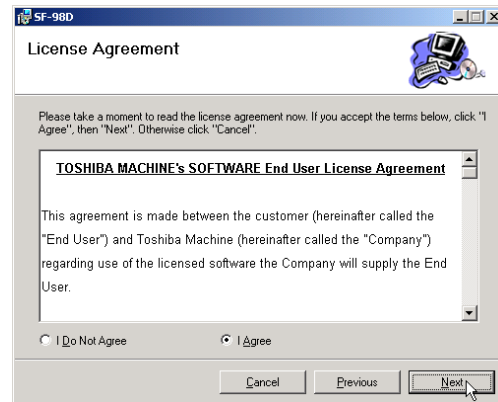 SF-98D
License Agreement
Please take a moment to read the license agreement now. If you accept the terms below, click "I
Agree", then "Next". Otherwise click "Cancel".
TOSHIBA MACHINE's SOFTWARE End User License Agreement
This agreement is made between the customer (hereinafter called the
"End User") and Toshiba Machine (hereinafter called the "Company")
regarding use of the licensed software the Company will supply the End
User.
I Do Not Agree
I Agree
Cancel
Previous
Next